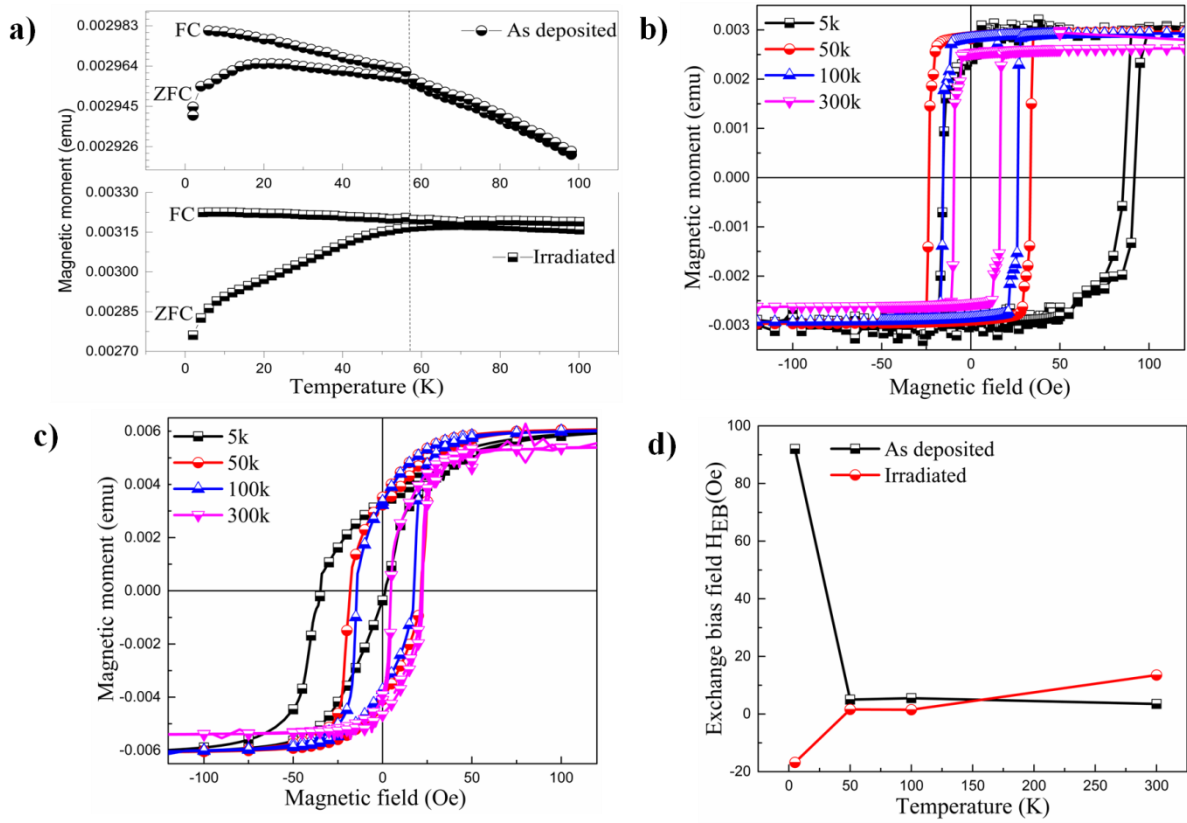 a)
0.002983
0.002964
0.002945
0.002926
FC
ZFC
As deposited
0 20 40 60 80 100
0.00330
0.00315
0.00300
0.00285
0.00270
FC
ZFC
Irradiated
0 20 40 60 80 100
Magnetic moment (emu)
Temperature (K)
b)
5k
50k
100k
300k
0.003
0.002
0.001
0.000
-0.001
-0.002
-0.003
Magnetic moment (emu)
-100 -50 0 50 100
Magnetic field (Oe)
c)
5k
50k
100k
300k
0.006
0.004
0.002
0.000
-0.002
-0.004
-0.006
Magnetic moment (emu)
-100 -50 0 50 100
Magnetic field (Oe)
d)
As deposited
Irradiated
100
80
60
40
20
0
-20
Exchange bias field HEB(Oe)
0 50 100 150 200 250 300
Temperature (K)